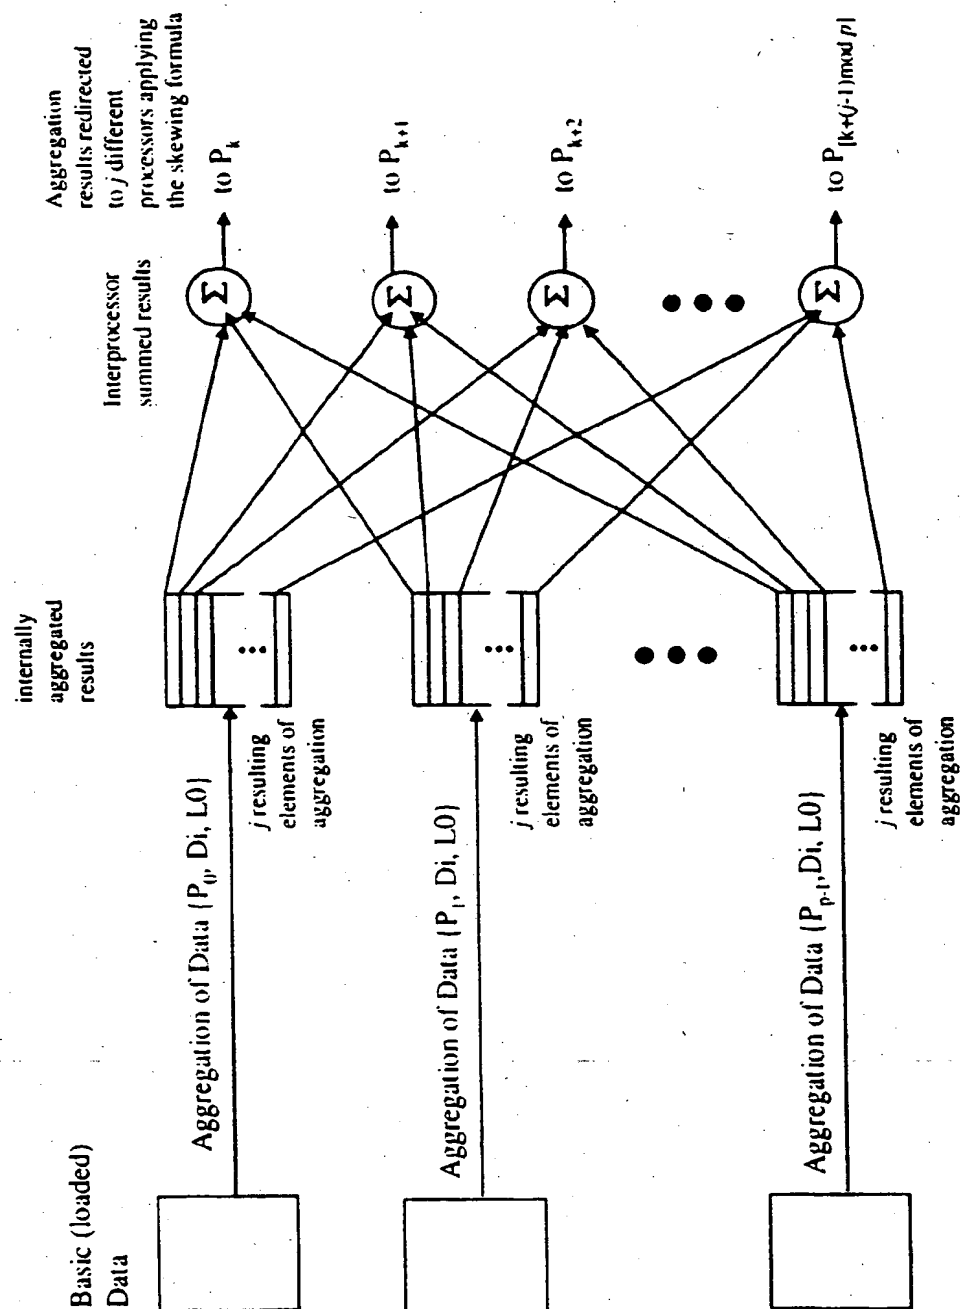 Basic (loaded)
Data
Aggregation of Data {P₀, Di, L0}
Aggregation of Data {P₁, Di, L0}
Aggregation of Data {Pₚ₋₁, Di, L0}
internally
aggregated
results
j resulting
elements of
aggregation
j resulting
elements of
aggregation
j resulting
elements of
aggregation
Interprocessor
summed results
Σ
Σ
Σ
Σ
Aggregation
results redirected
to j different
processors applying
the skewing formula
to Pₖ
to Pₖ₊₁
to Pₖ₊₂
to P[k+(j-1)mod p]